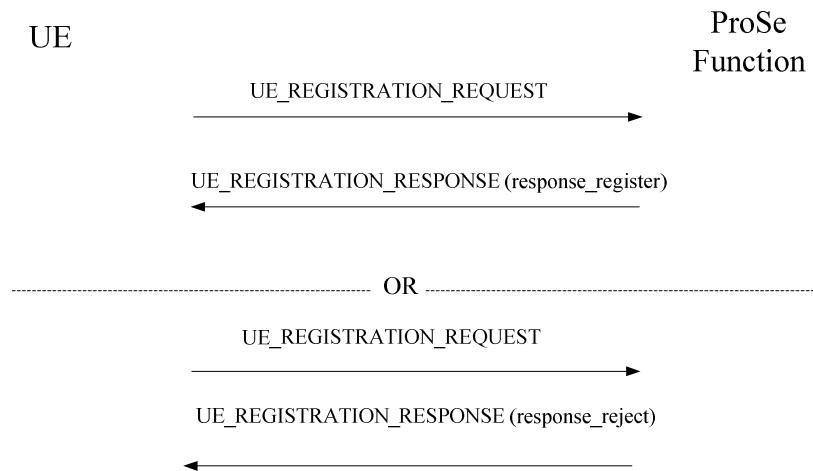 UE
ProSe
Function
UE_REGISTRATION_REQUEST
UE_REGISTRATION_RESPONSE (response_register)
OR
UE_REGISTRATION_REQUEST
UE_REGISTRATION_RESPONSE (response_reject)